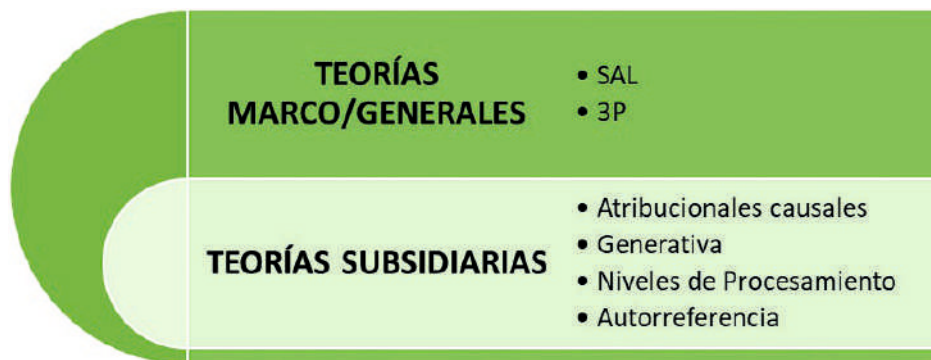 TEORÍAS
MARCO/GENERALES
• SAL
• 3P
TEORÍAS SUBSIDIARIAS
• Atribucionales causales
• Generativa
• Niveles de Procesamiento
• Autorreferencia